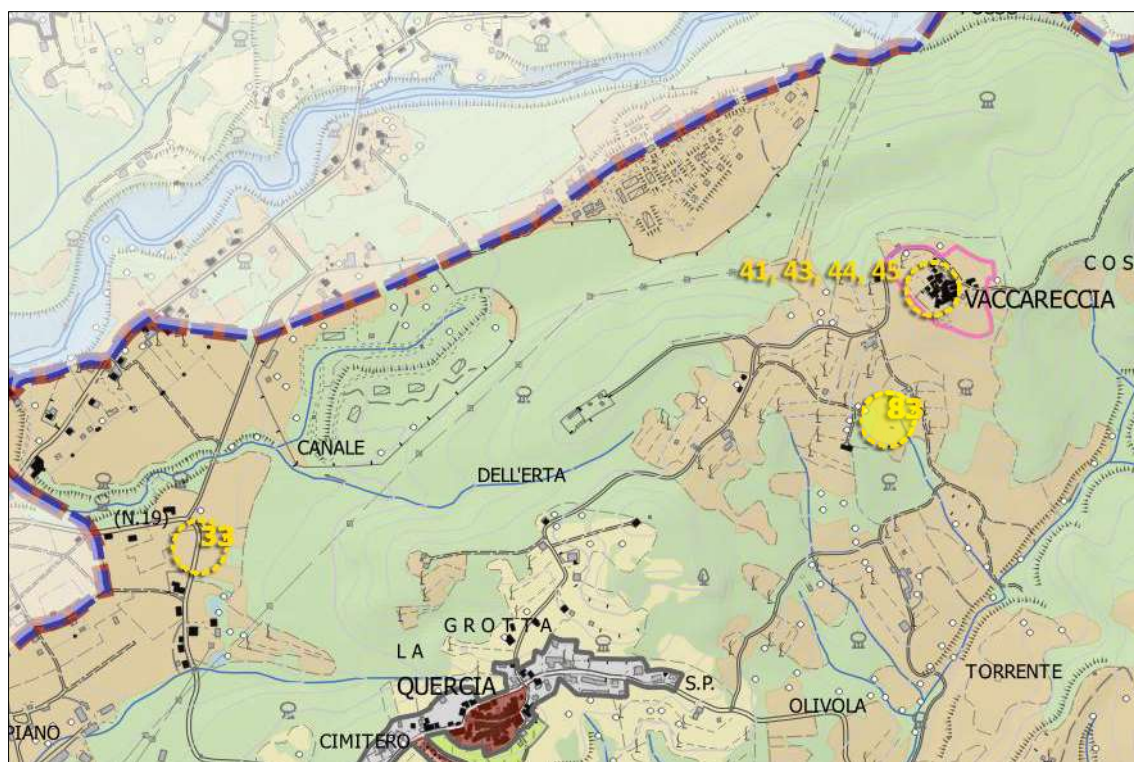 41, 43, 44, 45
COS
VACCARECCIA
83
CANALE
DELL'ERTA
(N.19)
33
GROTTA
LA
QUERCIA
S.P.
TORRENTE
OLIVOLA
PIANO
CIMITERO